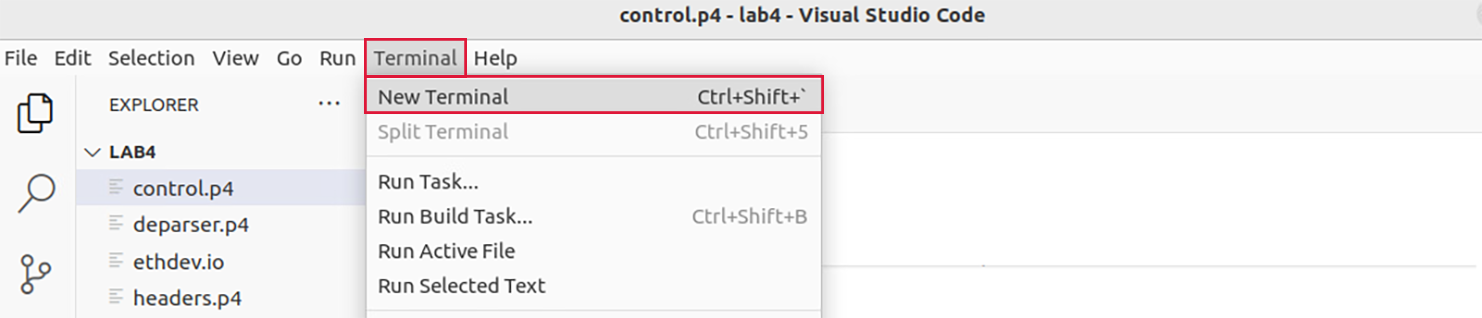 control.p4 - lab4 - Visual Studio Code
File Edit Selection View Go Run Terminal Help
EXPLORER ...
LAB4
control.p4
deparser.p4
ethdev.io
headers.p4
New Terminal Ctrl+Shift+`
Split Terminal Ctrl+Shift+5
Run Task...
Run Build Task... Ctrl+Shift+B
Run Active File
Run Selected Text